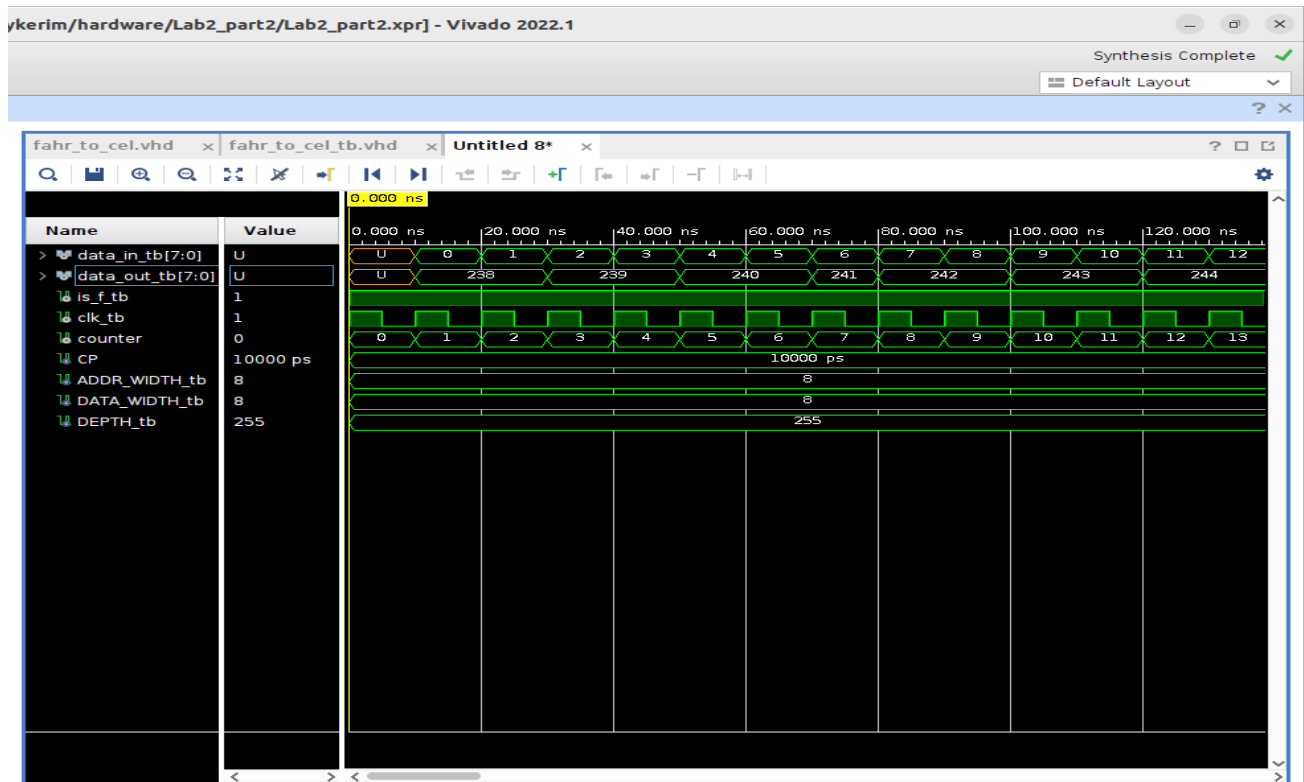 ykerim/hardware/Lab2_part2/Lab2_part2.xpr] - Vivado 2022.1
Synthesis Complete
Default Layout
? ×
fahr_to_cel.vhd × fahr_to_cel_tb.vhd × Untitled 8* ×
0.000 ns
Name Value 0.000 ns 20.000 ns 40.000 ns 60.000 ns 80.000 ns 100.000 ns 120.000 ns
data_in_tb[7:0] U U 0 1 2 3 4 5 6 7 8 9 10 11 12
data_out_tb[7:0] U U 238 239 240 241 242 243 244
is_f_tb 1
clk_tb 1
counter 0 0 1 2 3 4 5 6 7 8 9 10 11 12 13
CP 10000 ps 10000 ps
ADDR_WIDTH_tb 8 8
DATA_WIDTH_tb 8 8
DEPTH_tb 255 255